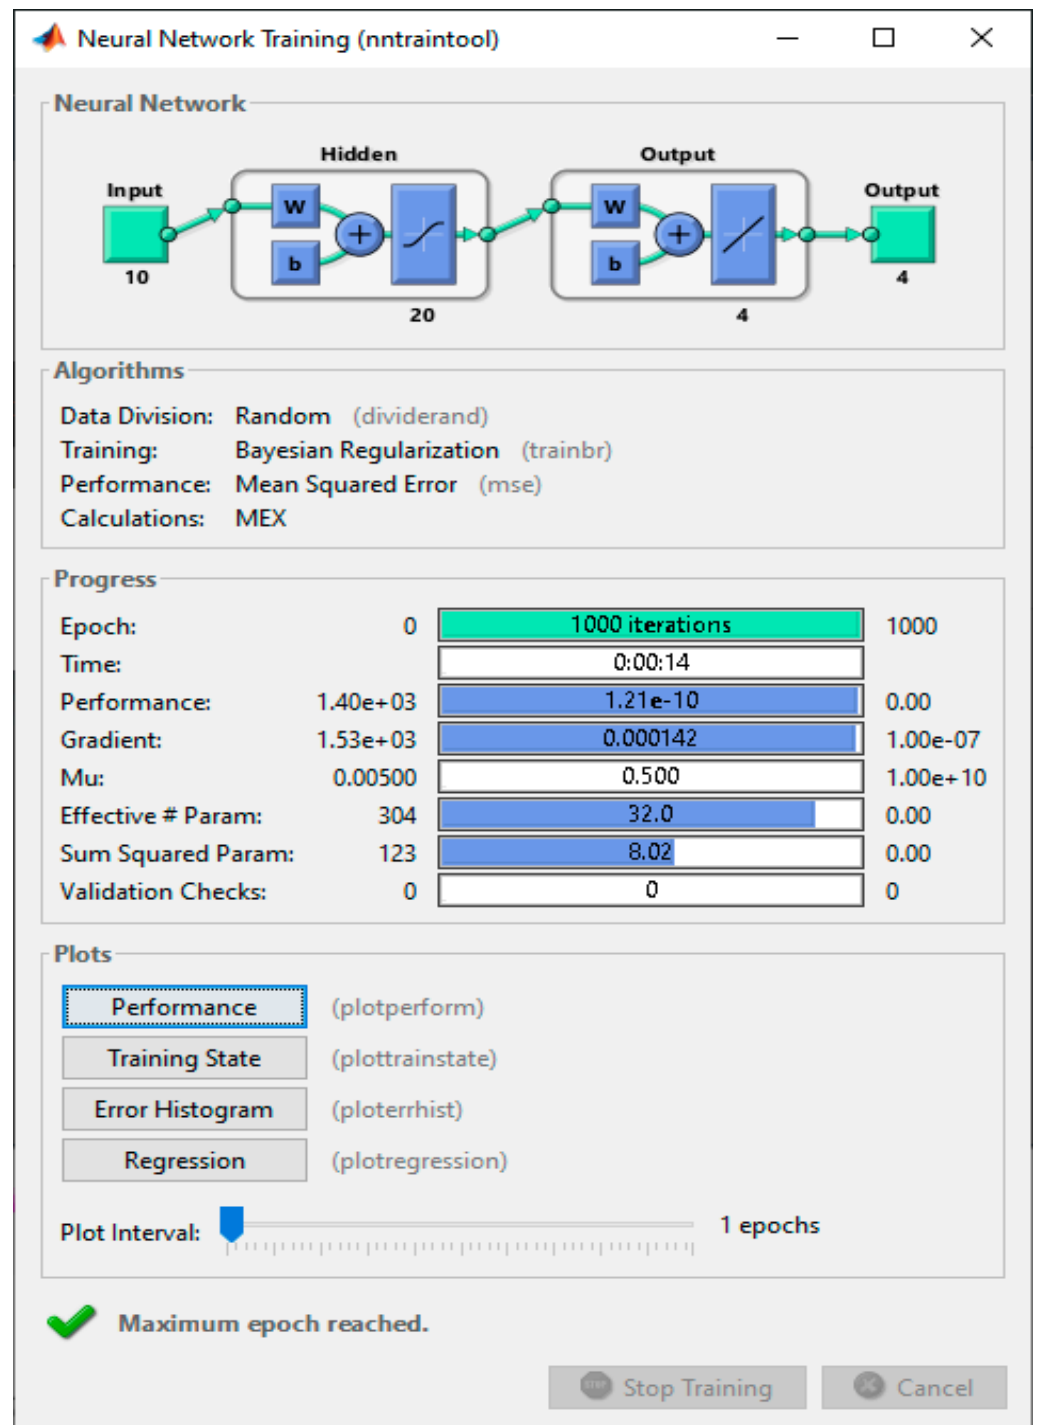 Neural Network Training (nntraintool)
Neural Network
Hidden Output
Input Output
W W
b b
10 4
20 4
Algorithms
Data Division: Random (dividerand)
Training: Bayesian Regularization (trainbr)
Performance: Mean Squared Error (mse)
Calculations: MEX
Progress
Epoch: 0 1000 iterations 1000
Time: 0:00:14
Performance: 1.40e+03 1.21e-10 0.00
Gradient: 1.53e+03 0.000142 1.00e-07
Mu: 0.00500 0.500 1.00e+10
Effective # Param: 304 32.0 0.00
Sum Squared Param: 123 8.02 0.00
Validation Checks: 0 0 0
Plots
Performance (plotperform)
Training State (plottrainstate)
Error Histogram (ploterrhist)
Regression (plotregression)
Plot Interval: 1 epochs
Maximum epoch reached.
STOP Stop Training Cancel